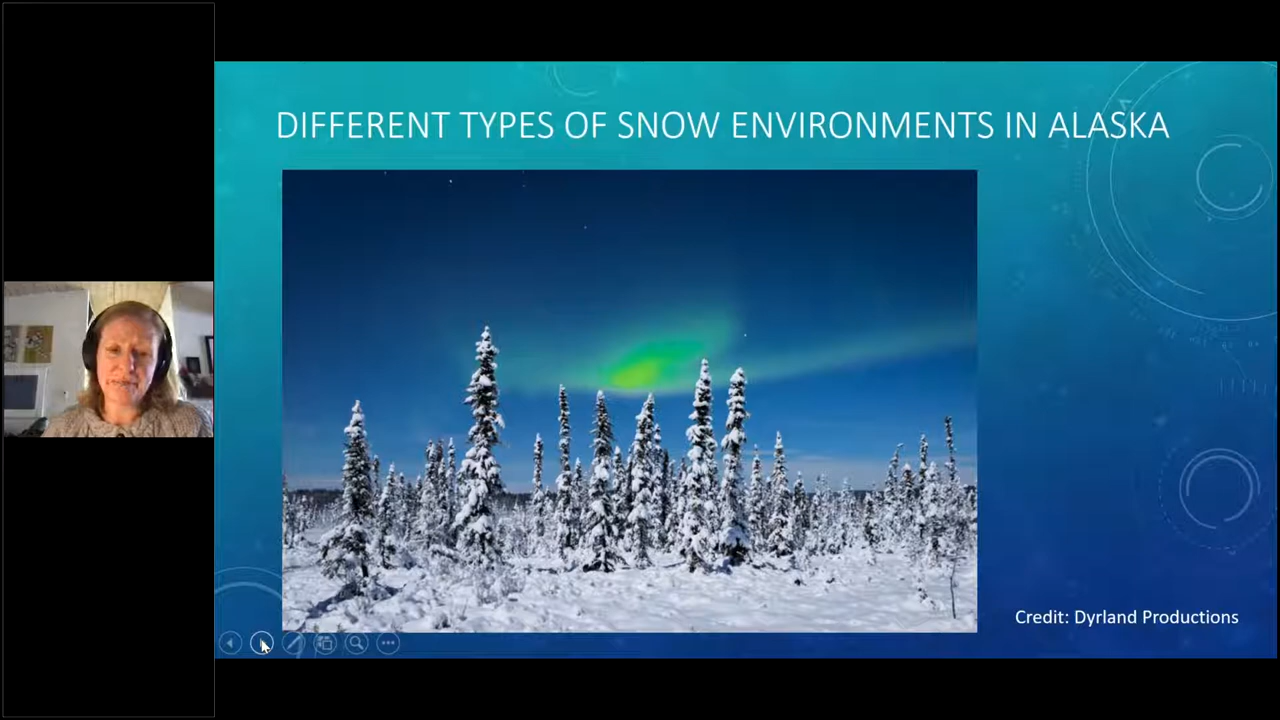 DIFFERENT TYPES OF SNOW ENVIRONMENTS IN ALASKA
Credit: Dyrland Productions